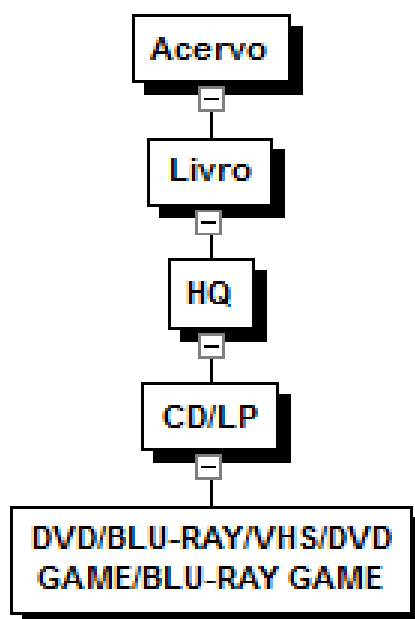 Acervo
Livro
HQ
CD/LP
DVD/BLU-RAY/VHS/DVD
GAME/BLU-RAY GAME